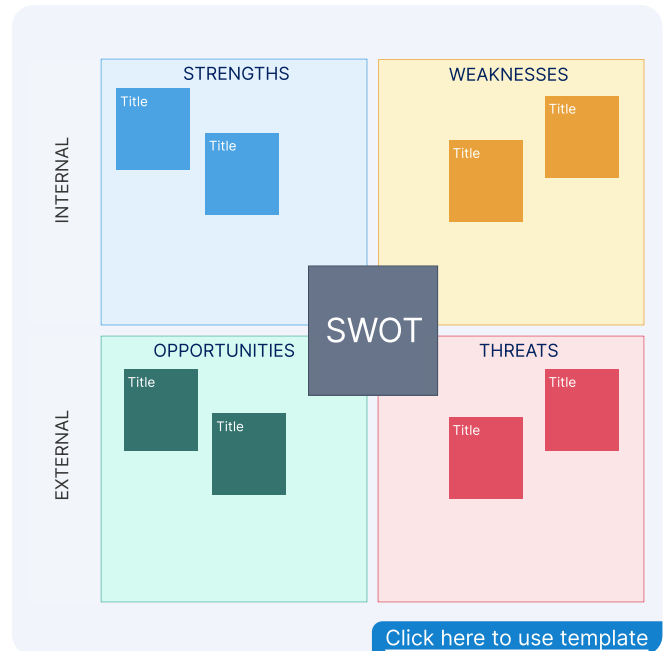 STRENGTHS
Title
Title
WEAKNESSES
Title
Title
INTERNAL
SWOT
OPPORTUNITIES
Title
Title
THREATS
Title
Title
EXTERNAL
Click here to use template